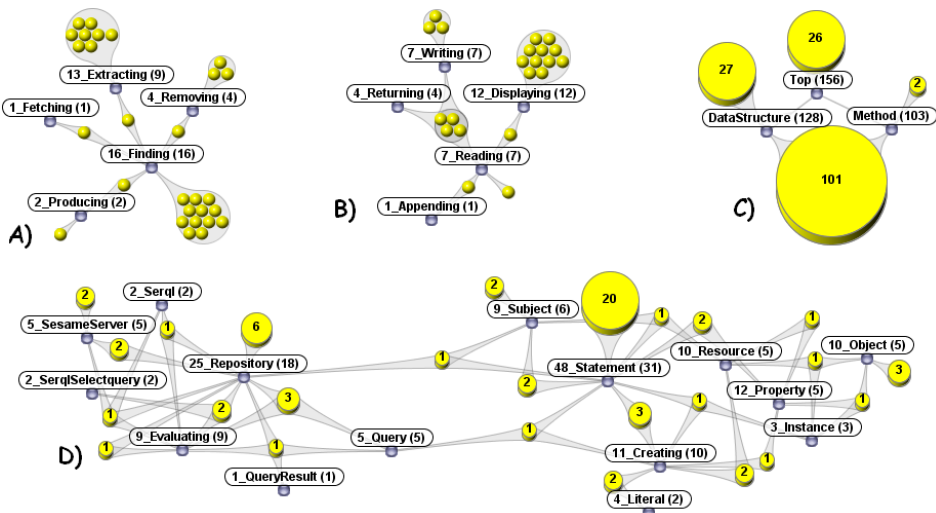 13_Extracting (9)
4_Removing (4)
1_Fetching (1)
16_Finding (16)
2_Producing (2)
A)
7_Writing (7)
4_Returning (4)
12_Displaying (12)
7_Reading (7)
1_Appending (1)
B)
26
27
Top (156)
2
DataStructure (128)
Method (103)
101
C)
2
2_Serql (2)
5_SesameServer (5)
1
6
2
25_Repository (18)
2_SerqlSelectquery (2)
1
2
3
9_Evaluating (9)
5_Query (5)
1
1
1_QueryResult (1)
D)
2
9_Subject (6)
20
1
2
1
10_Resource (5)
10_Object (5)
1
48_Statement (31)
1
3
2
12_Property (5)
3
1
1
1
3_Instance (3)
1
11_Creating (10)
1
2
2
4_Literal (2)